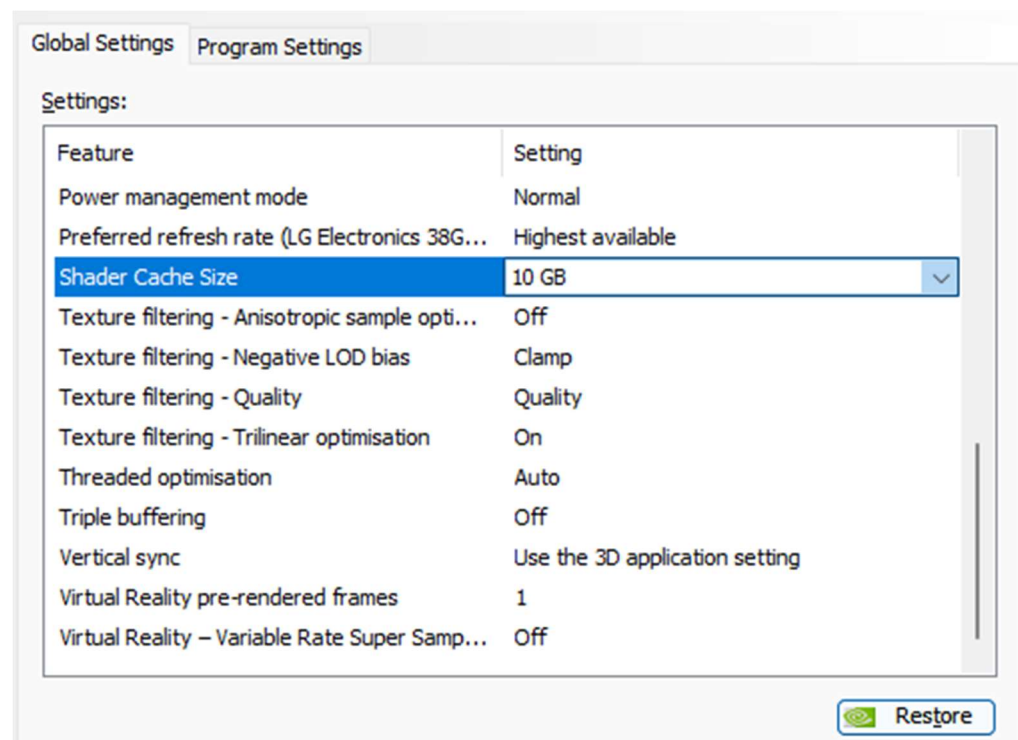 Global Settings Program Settings
Settings:
Feature Setting
Power management mode Normal
Preferred refresh rate (LG Electronics 38G... Highest available
Shader Cache Size 10 GB
Texture filtering - Anisotropic sample opti... Off
Texture filtering - Negative LOD bias Clamp
Texture filtering - Quality Quality
Texture filtering - Trilinear optimisation On
Threaded optimisation Auto
Triple buffering Off
Vertical sync Use the 3D application setting
Virtual Reality pre-rendered frames 1
Virtual Reality – Variable Rate Super Samp... Off
Restore